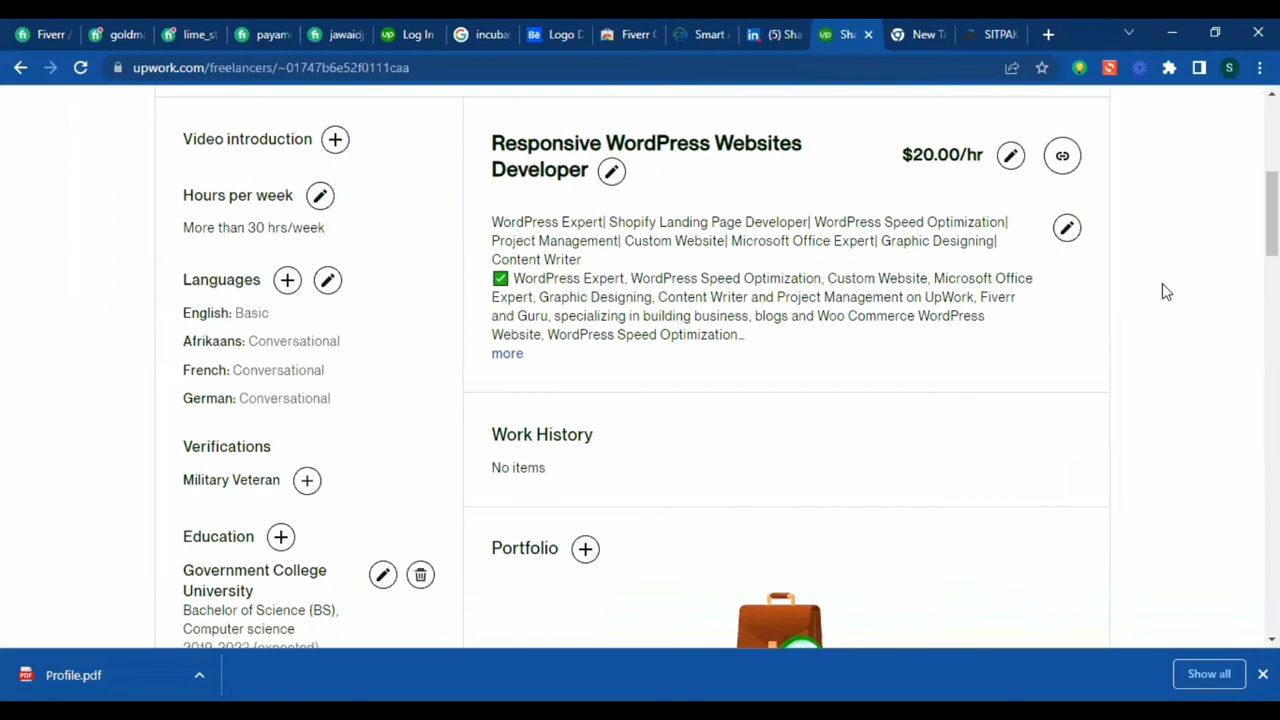 Fiverr /
goldma
lime_st
payam
jawaidj
Log In
incuba
Logo D
Fiverr C
Smart A
(5) Sha
Sha
New T
SITPAK
upwork.com/freelancers/~01747b6e52f0111caa
S
Video introduction
Hours per week
More than 30 hrs/week
Languages
English: Basic
Afrikaans: Conversational
French: Conversational
German: Conversational
Verifications
Military Veteran
Education
Government College
University
Bachelor of Science (BS),
Computer science
2019-2023 (expected)
Responsive WordPress Websites
Developer
$20.00/hr
WordPress Expert| Shopify Landing Page Developer| WordPress Speed Optimization|
Project Management| Custom Website| Microsoft Office Expert| Graphic Designing|
Content Writer
✅ WordPress Expert, WordPress Speed Optimization, Custom Website, Microsoft Office
Expert, Graphic Designing, Content Writer and Project Management on UpWork, Fiverr
and Guru, specializing in building business, blogs and Woo Commerce WordPress
Website, WordPress Speed Optimization...
more
Work History
No items
Portfolio
Profile.pdf
Show all